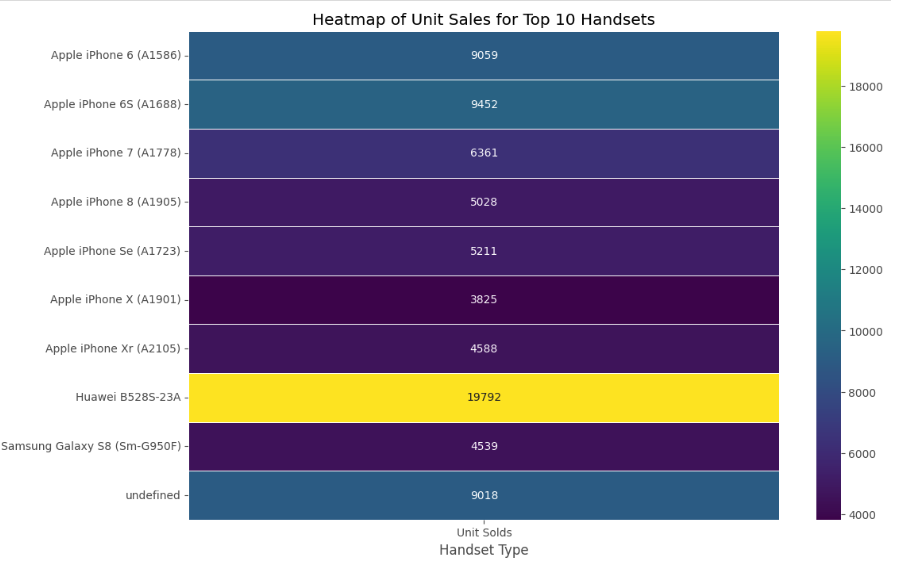 Heatmap of Unit Sales for Top 10 Handsets
Apple iPhone 6 (A1586)
9059
Apple iPhone 6S (A1688)
9452
Apple iPhone 7 (A1778)
6361
Apple iPhone 8 (A1905)
5028
Apple iPhone Se (A1723)
5211
Apple iPhone X (A1901)
3825
Apple iPhone Xr (A2105)
4588
Huawei B528S-23A
19792
Samsung Galaxy S8 (Sm-G950F)
4539
undefined
9018
Unit Solds
Handset Type
18000
16000
14000
12000
10000
8000
6000
4000